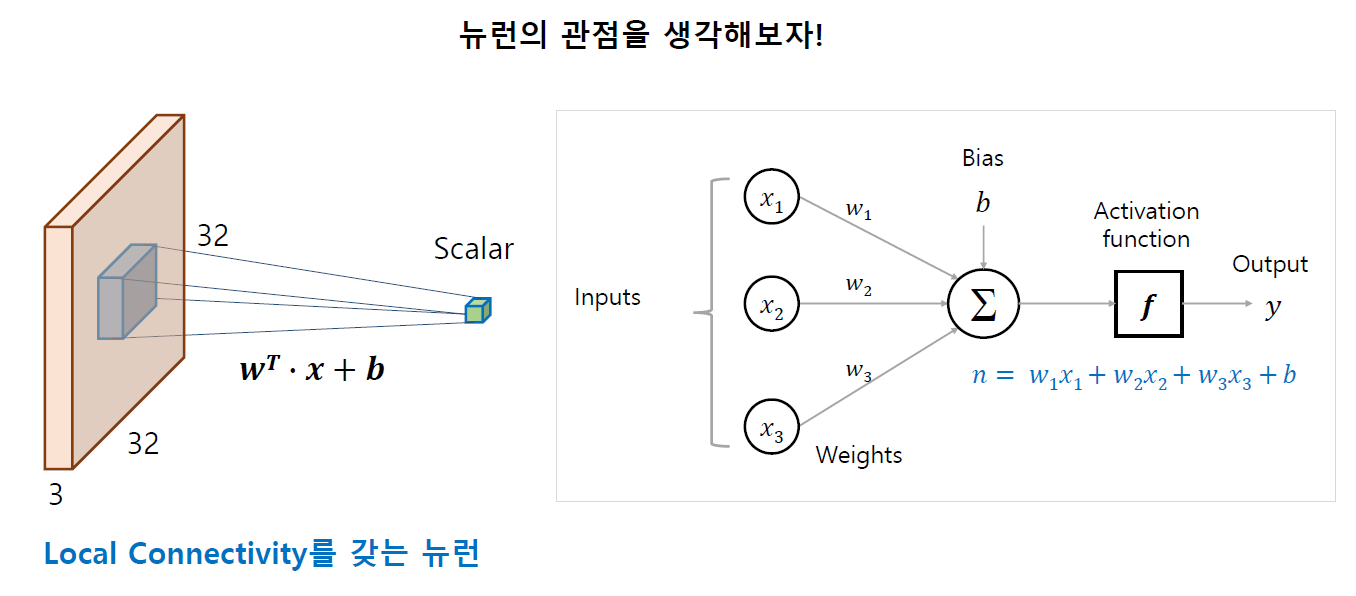 뉴런의 관점을 생각해보자!
32
Scalar
wᵀ · x + b
32
3
Local Connectivity를 갖는 뉴런
Inputs
x₁
x₂
x₃
w₁
w₂
w₃
Weights
Bias
b
Σ
Activation
function
f
Output
y
n = w₁x₁ + w₂x₂ + w₃x₃ + b